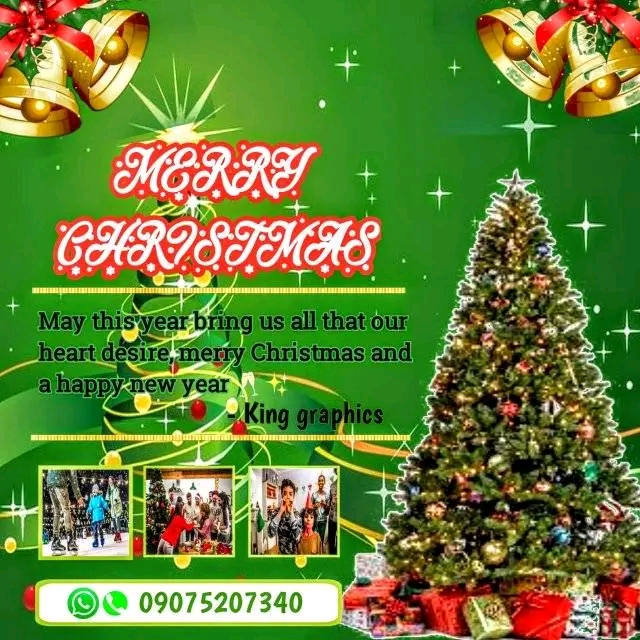 MERRY
CHRISTMAS
May this year bring us all that our
heart desire, merry Christmas and
a happy new year
- King graphics
09075207340